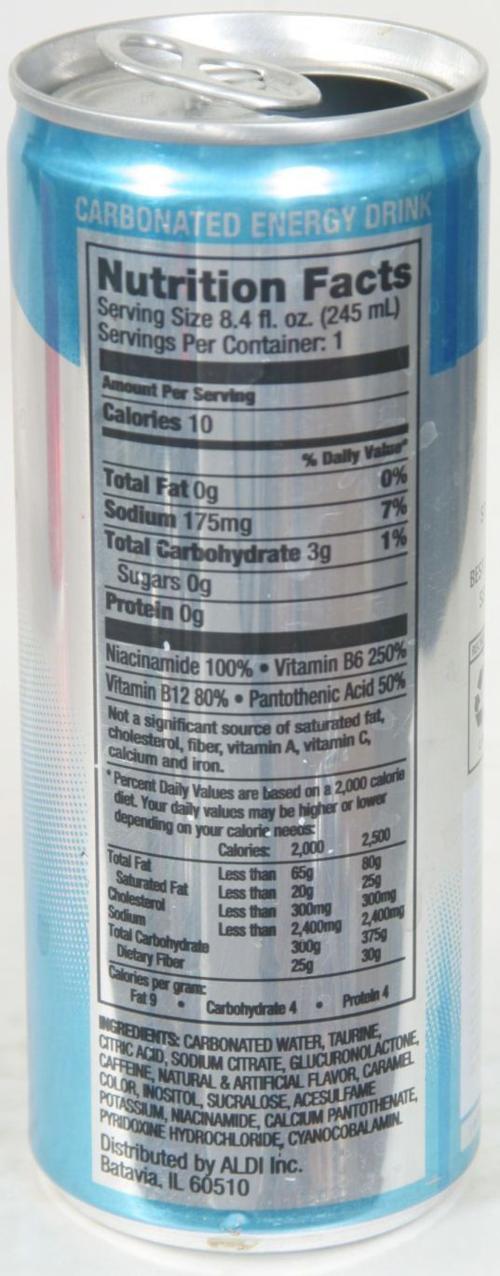 CARBONATED ENERGY DRINK
Nutrition Facts
Serving Size 8.4 fl. oz. (245 mL)
Servings Per Container: 1
Amount Per Serving
Calories 10
% Daily Value*
Total Fat 0g 0%
Sodium 175mg 7%
Total Carbohydrate 3g 1%
Sugars 0g
Protein 0g
Niacinamide 100% • Vitamin B6 250%
Vitamin B12 80% • Pantothenic Acid 50%
Not a significant source of saturated fat,
cholesterol, fiber, vitamin A, vitamin C,
calcium and iron.
*Percent Daily Values are based on a 2,000 calorie
diet. Your daily values may be higher or lower
depending on your calorie needs:
Calories: 2,000 2,500
Total Fat Less than 65g 80g
Saturated Fat Less than 20g 25g
Cholesterol Less than 300mg 300mg
Sodium Less than 2,400mg 2,400mg
Total Carbohydrate 300g 375g
Dietary Fiber 25g 30g
Calories per gram:
Fat 9 • Carbohydrate 4 • Protein 4
INGREDIENTS: CARBONATED WATER, TAURINE,
CITRIC ACID, SODIUM CITRATE, GLUCURONOLACTONE,
CAFFEINE, NATURAL & ARTIFICIAL FLAVOR, CARAMEL
COLOR, INOSITOL, SUCRALOSE, ACESULFAME
POTASSIUM, NIACINAMIDE, CALCIUM PANTOTHENATE,
PYRIDOXINE HYDROCHLORIDE, CYANOCOBALAMIN.
Distributed by ALDI Inc.
Batavia, IL 60510